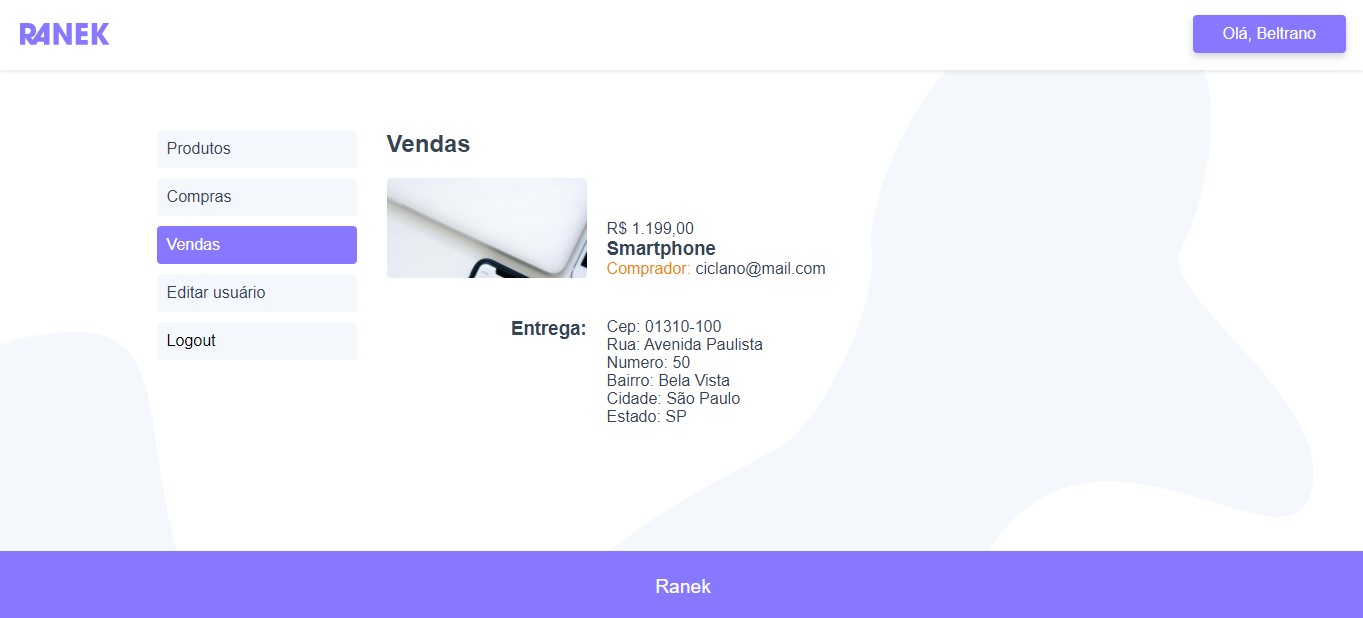 RANEK
Olá, Beltrano
Produtos
Compras
Vendas
Editar usuário
Logout
Vendas
R$ 1.199,00
Smartphone
Comprador: ciclano@mail.com
Entrega:
Cep: 01310-100
Rua: Avenida Paulista
Numero: 50
Bairro: Bela Vista
Cidade: São Paulo
Estado: SP
Ranek